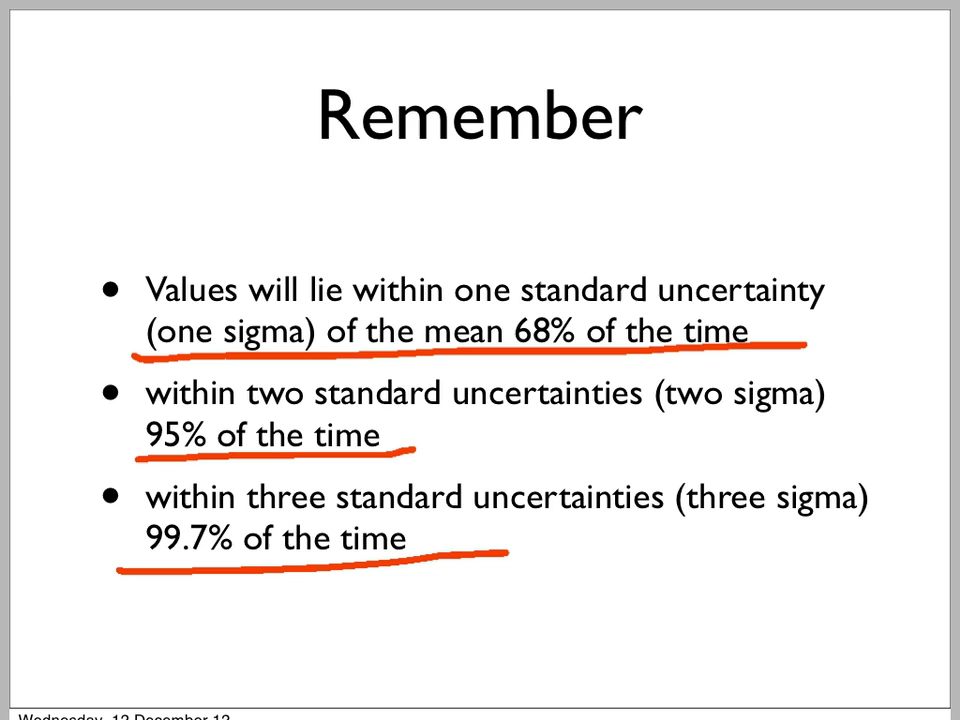 Remember
• Values will lie within one standard uncertainty
(one sigma) of the mean 68% of the time
• within two standard uncertainties (two sigma)
95% of the time
• within three standard uncertainties (three sigma)
99.7% of the time
Wednesday, 12 December 12